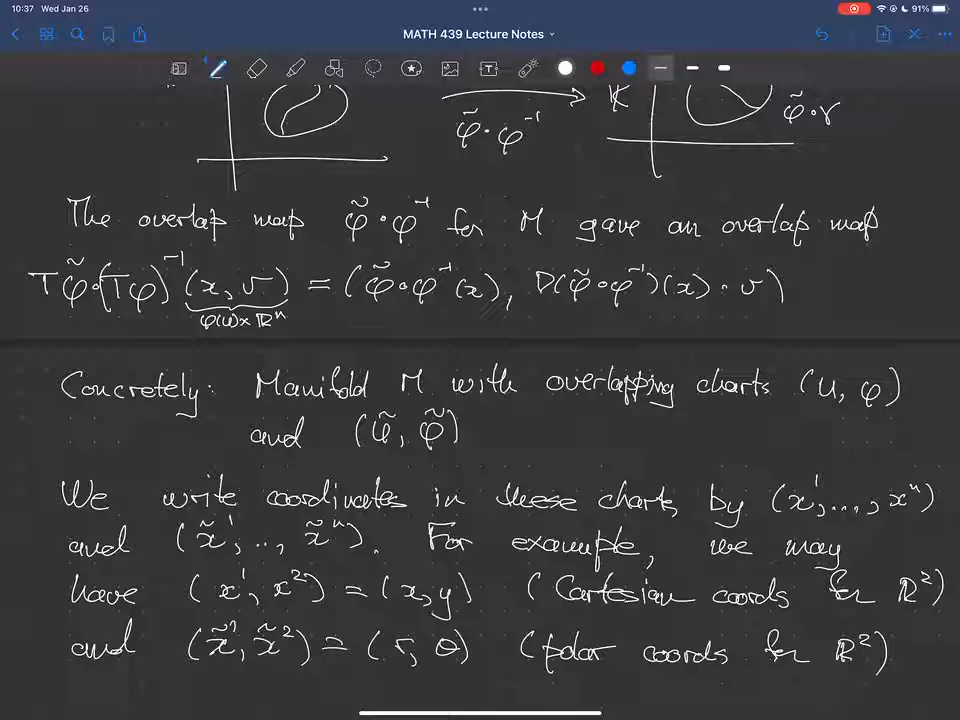 10:37 Wed Jan 26
91%
MATH 439 Lecture Notes
φ̃∘φ⁻¹
φ̃∘γ
The overlap map φ̃∘φ⁻¹ for M gave an overlap map
Tφ̃∘(Tφ)⁻¹(x, v) = (φ̃∘φ⁻¹(x), D(φ̃∘φ⁻¹)(x)·v)
φ(U)×ℝⁿ
Concretely: Manifold M with overlapping charts (U, φ)
and (Ũ, φ̃)
We write coordinates in these charts by (x¹,...,xⁿ)
and (x̃¹,..,x̃ⁿ). For example, we may
have (x¹, x²) = (x,y) (Cartesian coords for ℝ²)
and (x̃¹, x̃²) = (r, θ) (polar coords for ℝ²)